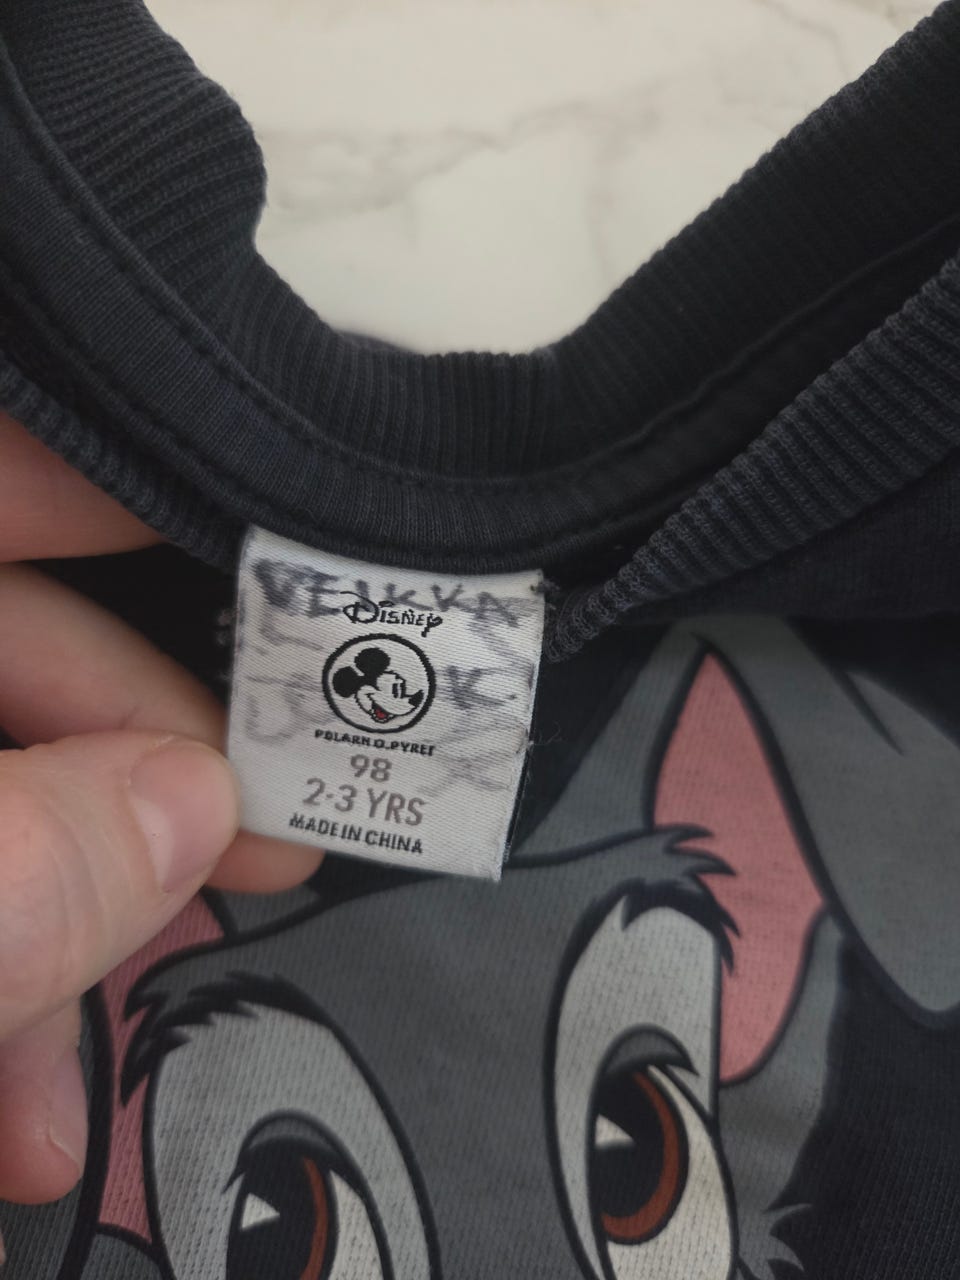 VEIKKA
DISNEY
POLARN O. PYRET
98
2-3 YRS
MADE IN CHINA